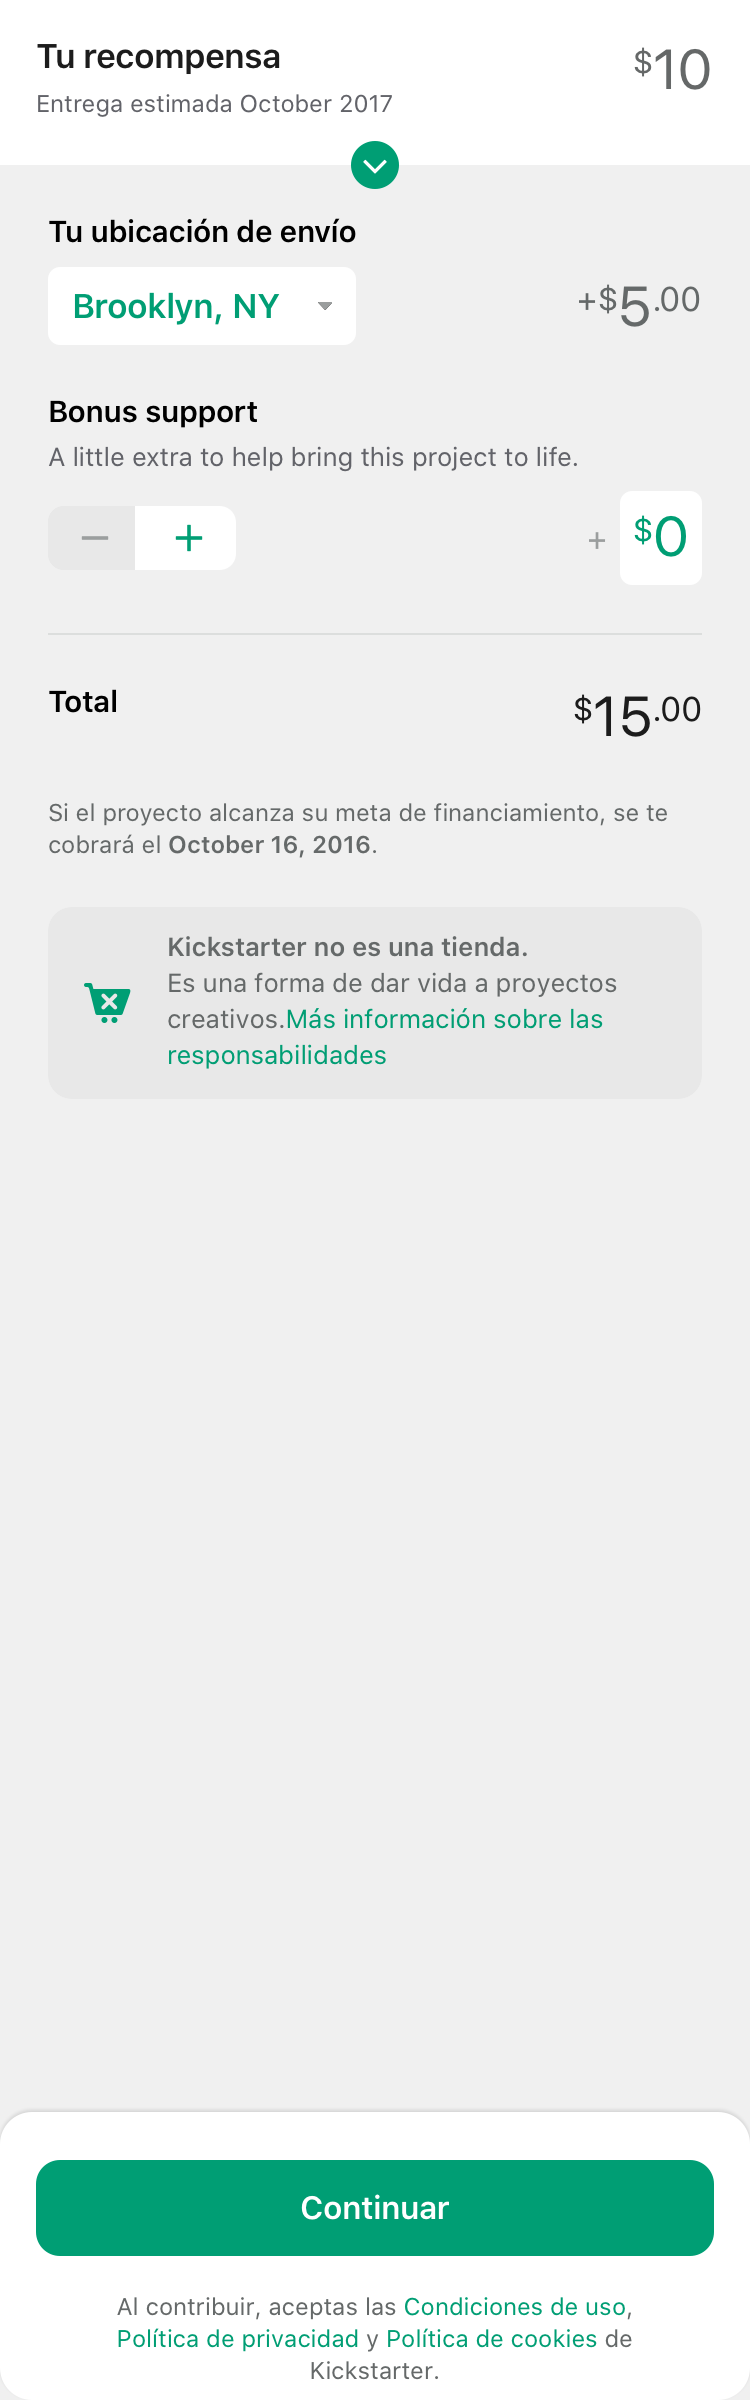 Tu recompensa
$10
Entrega estimada October 2017
Tu ubicación de envío
Brooklyn, NY
+$5.00
Bonus support
A little extra to help bring this project to life.
− +
+ $0
Total
$15.00
Si el proyecto alcanza su meta de financiamiento, se te
cobrará el October 16, 2016.
Kickstarter no es una tienda.
Es una forma de dar vida a proyectos
creativos.Más información sobre las
responsabilidades
Continuar
Al contribuir, aceptas las Condiciones de uso,
Política de privacidad y Política de cookies de
Kickstarter.